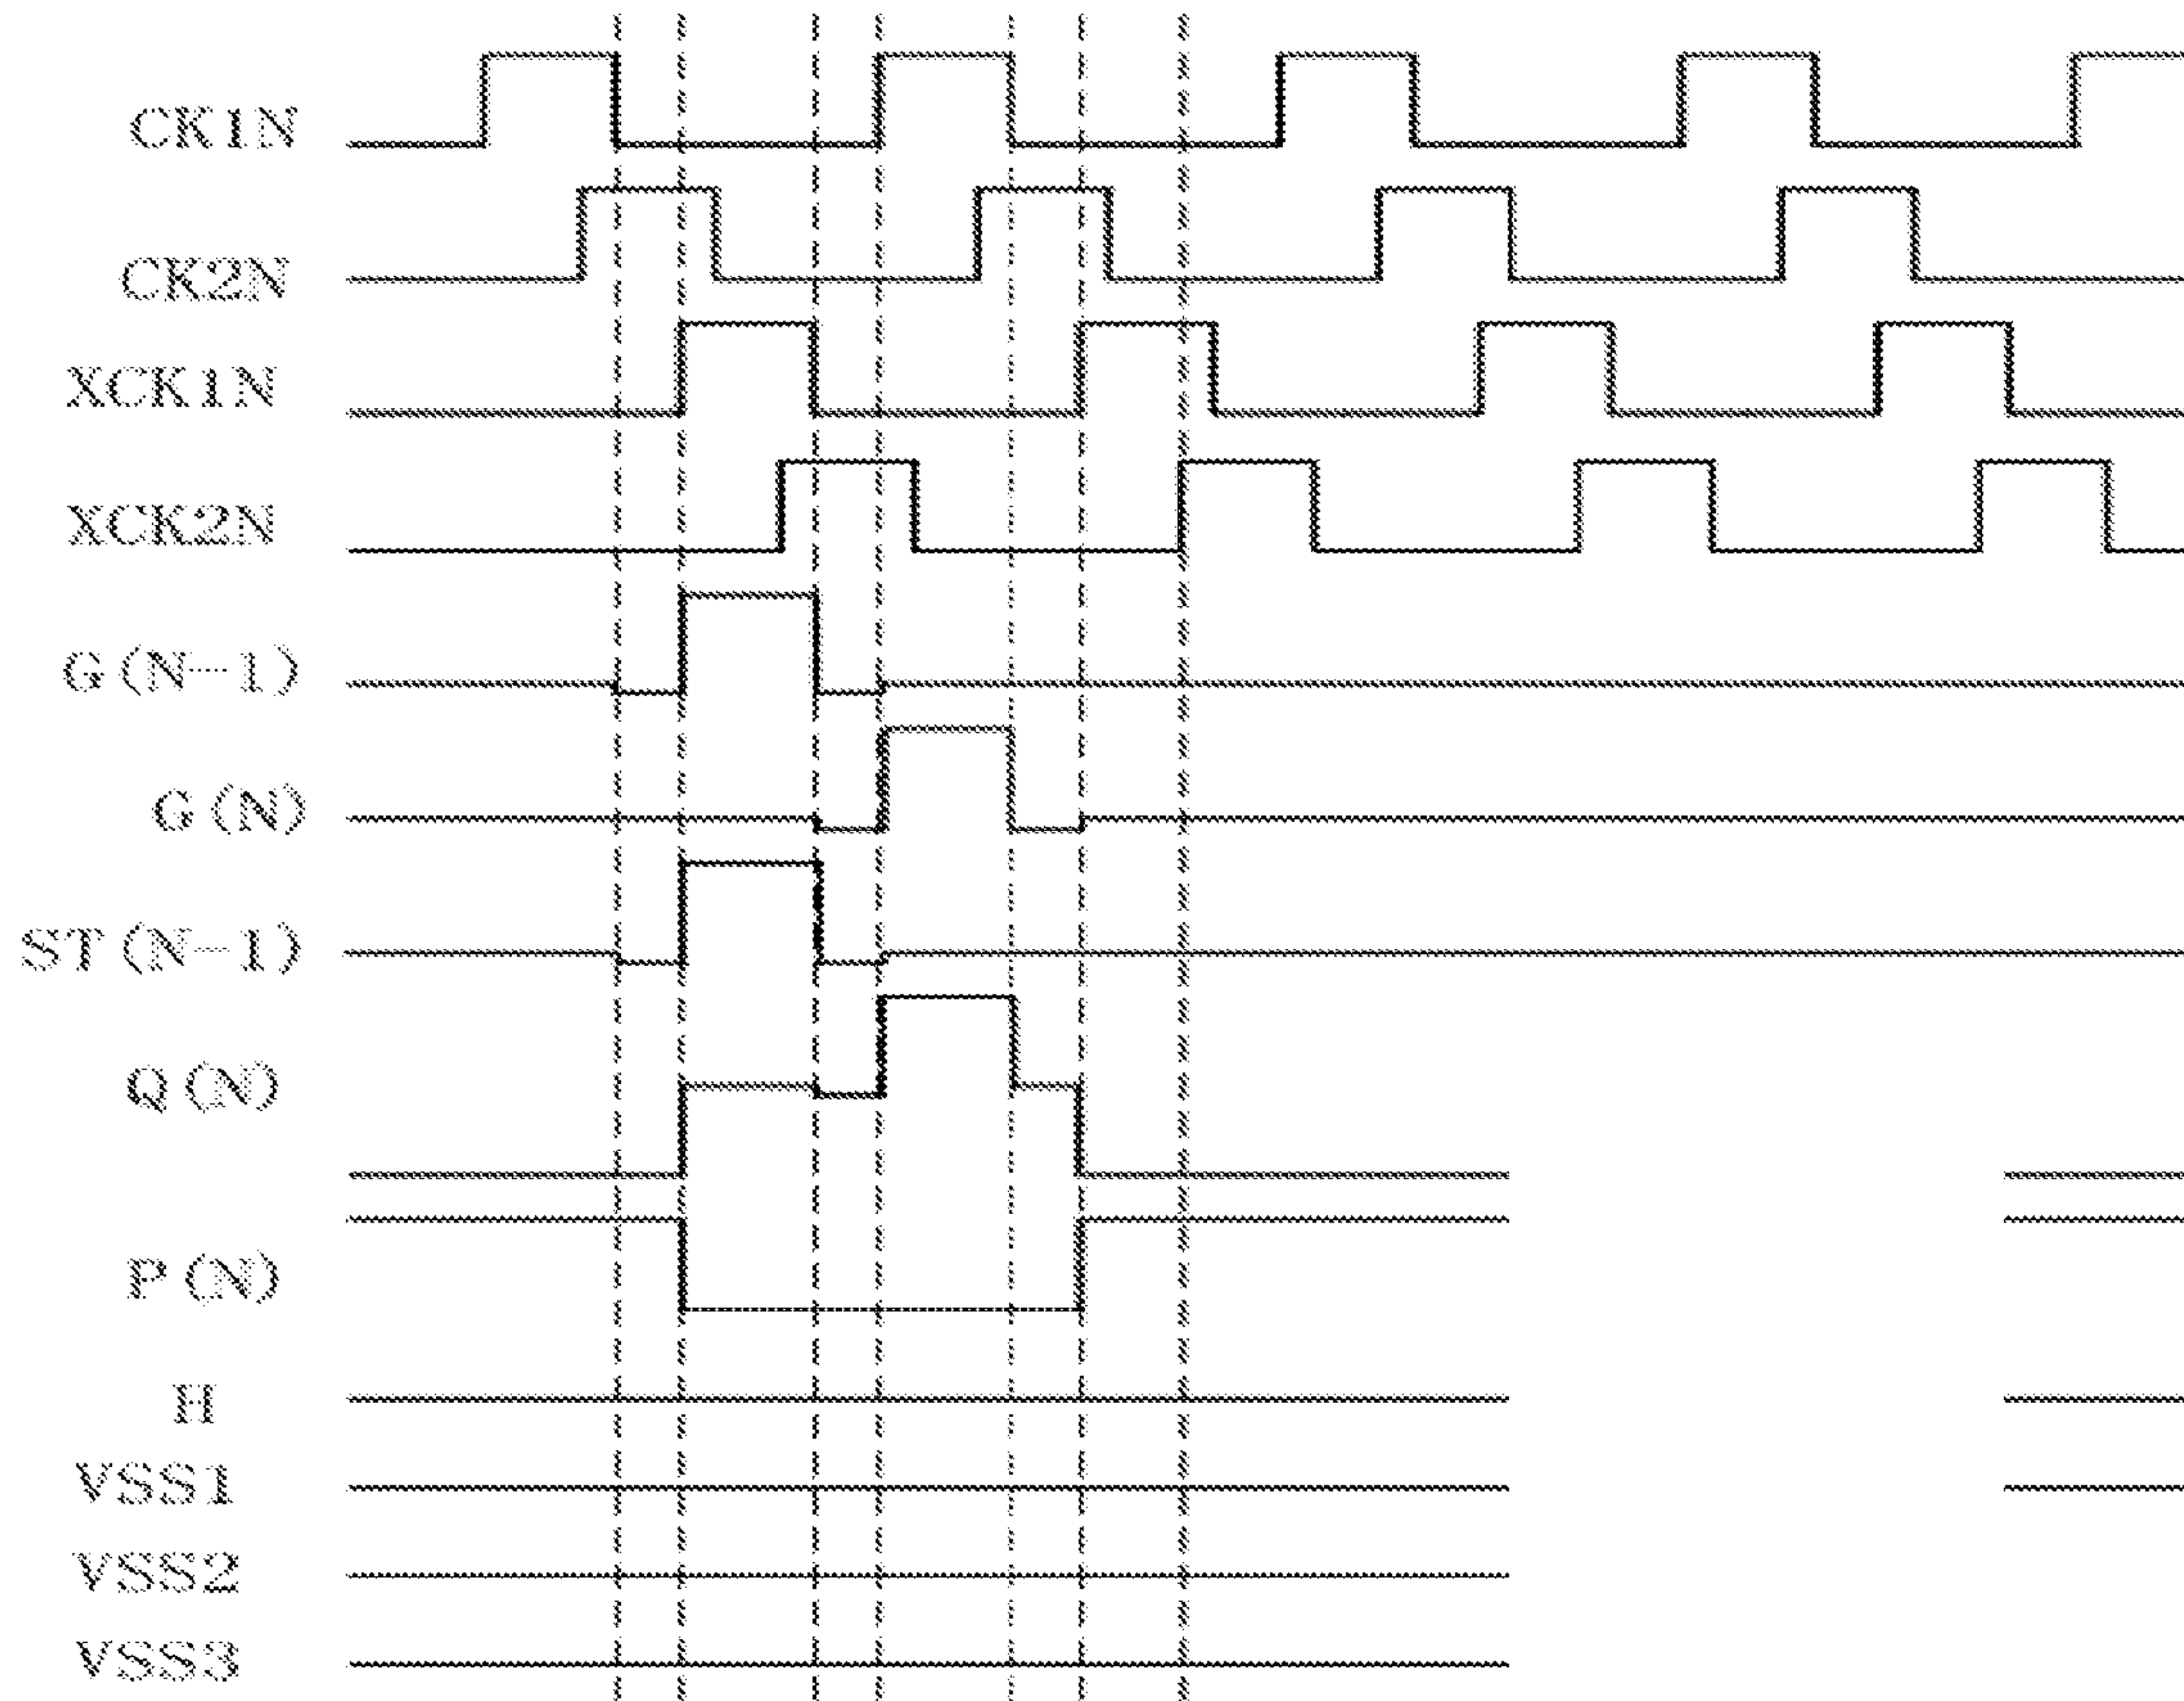 CK1N
CK2N
XCK1N
XCK2N
G(N-1)
G(N)
ST(N-1)
Q(N)
P(N)
H
VSS1
VSS2
VSS3